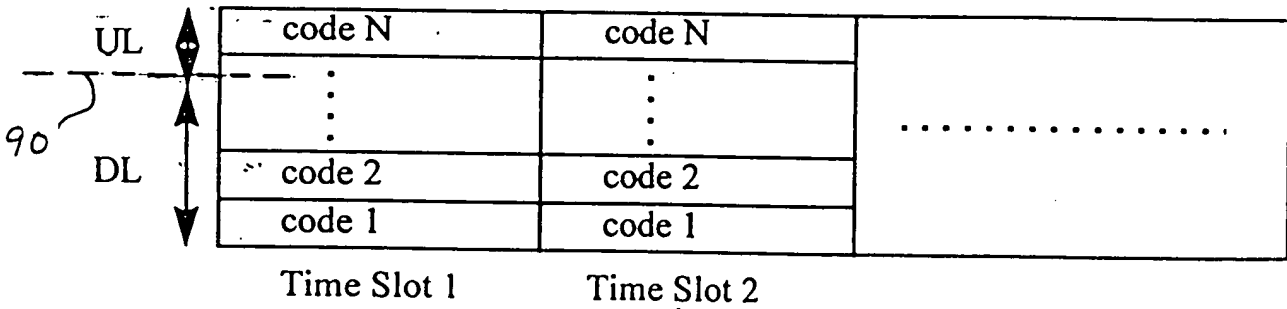 UL code N code N
90
DL code 2 code 2
code 1 code 1
Time Slot 1 Time Slot 2